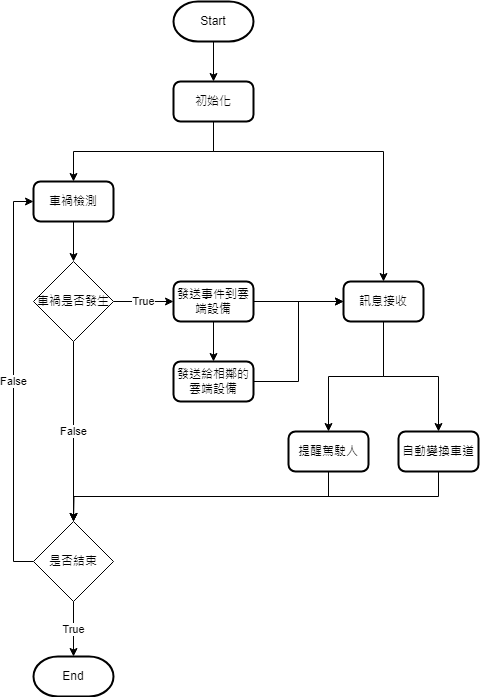 Start
初始化
車禍檢測
車禍是否發生
True
發送事件到雲
端設備
訊息接收
發送給相鄰的
雲端設備
False
False
提醒駕駛人
自動變換車道
是否結束
True
End